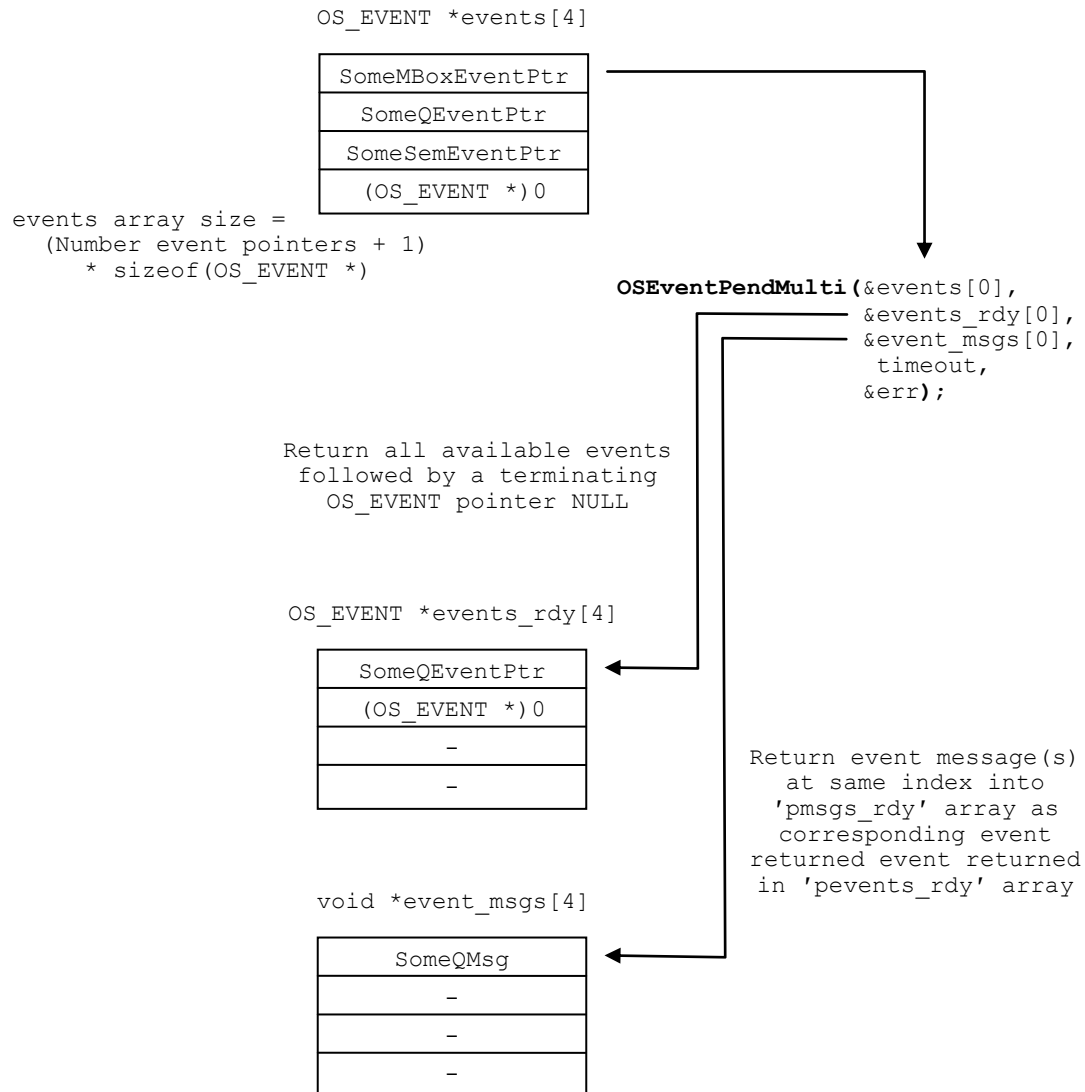 OS_EVENT *events[4]
SomeMBoxEventPtr
SomeQEventPtr
SomeSemEventPtr
(OS_EVENT *)0
events array size =
(Number event pointers + 1)
* sizeof(OS_EVENT *)
OSEventPendMulti(&events[0],
&events_rdy[0],
&event_msgs[0],
timeout,
&err);
Return all available events
followed by a terminating
OS_EVENT pointer NULL
OS_EVENT *events_rdy[4]
SomeQEventPtr
(OS_EVENT *)0
-
-
Return event message(s)
at same index into
'pmsgs_rdy' array as
corresponding event
returned event returned
in 'pevents_rdy' array
void *event_msgs[4]
SomeQMsg
-
-
-